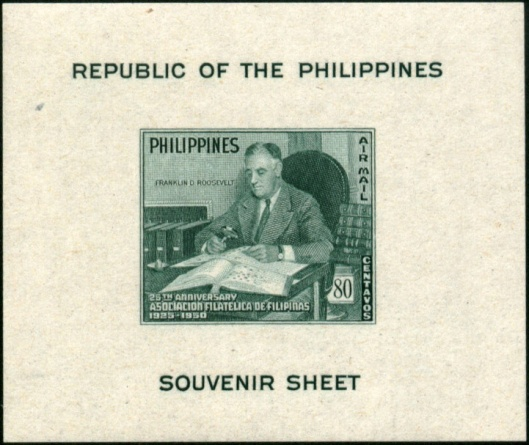 REPUBLIC OF THE PHILIPPINES
PHILIPPINES
AIR MAIL
FRANKLIN D. ROOSEVELT
80
CENTAVOS
25TH ANNIVERSARY
ASOCIACION FILATELICA DE FILIPINAS
1925-1950
SOUVENIR SHEET